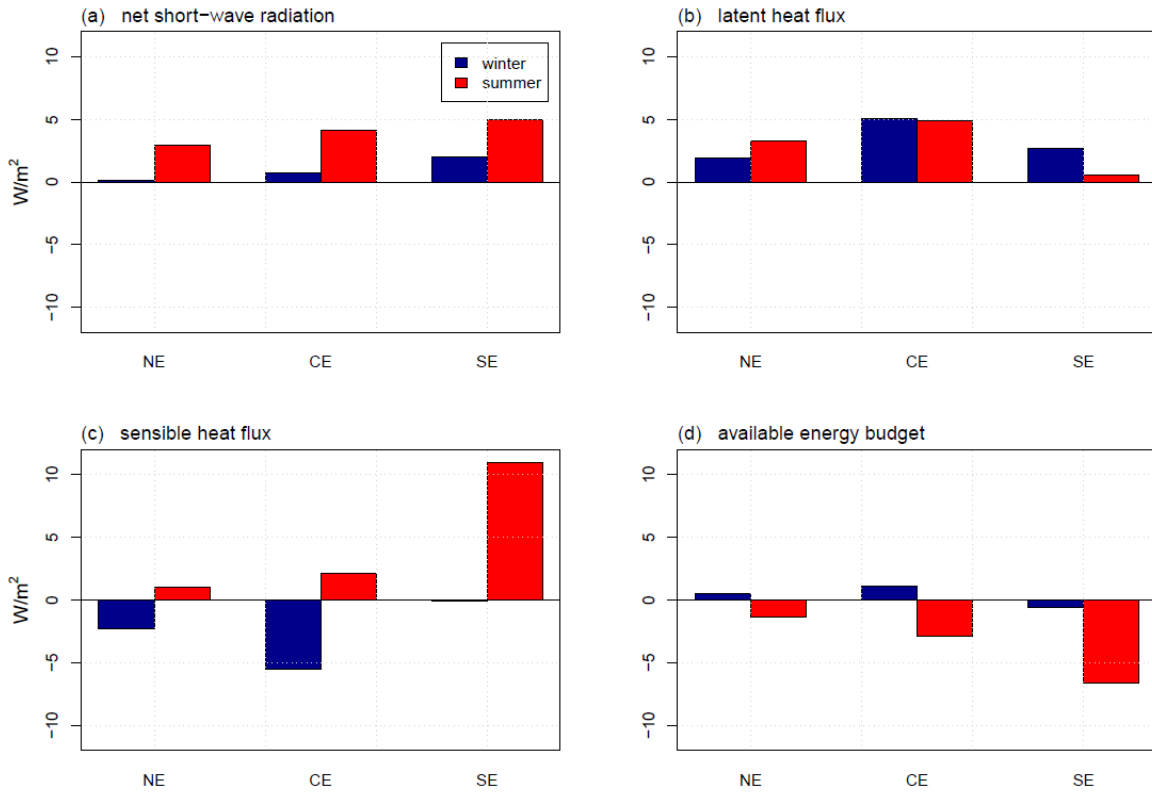 (a) net short-wave radiation
10
5
0
-5
-10
W/m²
winter
summer
NE CE SE
(b) latent heat flux
10
5
0
-5
-10
NE CE SE
(c) sensible heat flux
10
5
0
-5
-10
W/m²
NE CE SE
(d) available energy budget
10
5
0
-5
-10
NE CE SE